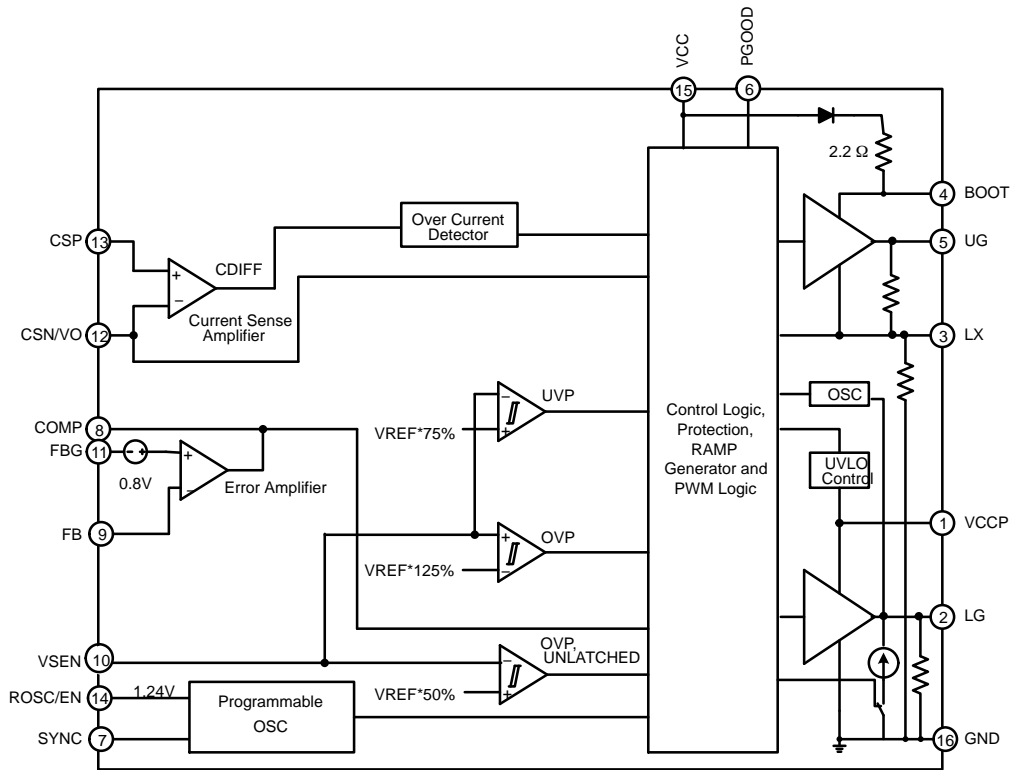 VCC
PGOOD
15
6
2.2 Ω
4
BOOT
Over Current
Detector
CSP
13
5
UG
+
CDIFF
−
Current Sense
Amplifier
CSN/VO
12
3
LX
−
UVP
OSC
COMP
8
VREF*75%
+
Control Logic,
Protection,
RAMP
Generator and
PWM Logic
FBG
11
− +
+
0.8V
−
Error Amplifier
UVLO
Control
FB
9
1
VCCP
+
OVP
VREF*125%
−
2
LG
OVP,
UNLATCHED
VSEN
10
−
VREF*50%
+
ROSC/EN
14
1.24V
Programmable
OSC
SYNC
7
16
GND